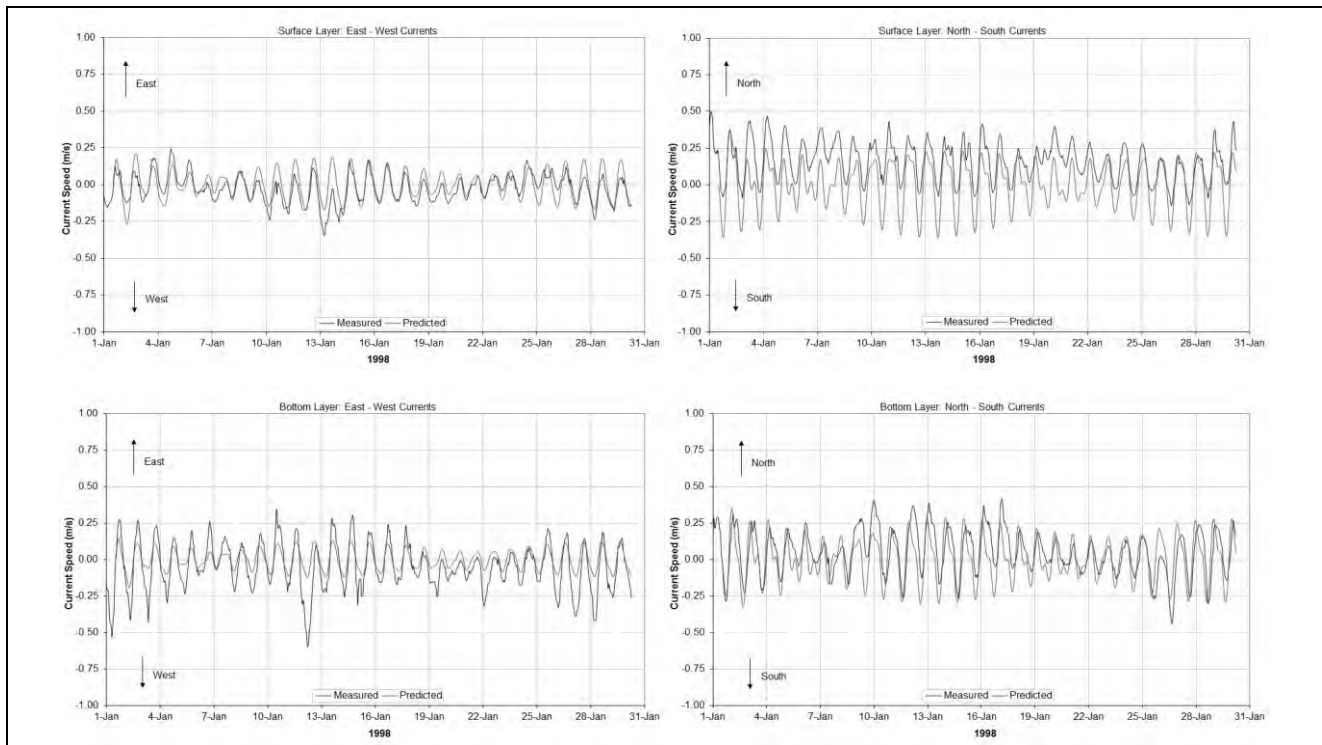 Surface Layer: East - West Currents
1.00
0.75
0.50
0.25
0.00
-0.25
-0.50
-0.75
-1.00
Current Speed (m/s)
East
West
Measured Predicted
1-Jan 4-Jan 7-Jan 10-Jan 13-Jan 16-Jan 19-Jan 22-Jan 25-Jan 28-Jan 31-Jan
1998
Surface Layer: North - South Currents
1.00
0.75
0.50
0.25
0.00
-0.25
-0.50
-0.75
-1.00
Current Speed (m/s)
North
South
Measured Predicted
1-Jan 4-Jan 7-Jan 10-Jan 13-Jan 16-Jan 19-Jan 22-Jan 25-Jan 28-Jan 31-Jan
1998
Bottom Layer: East - West Currents
1.00
0.75
0.50
0.25
0.00
-0.25
-0.50
-0.75
-1.00
Current Speed (m/s)
East
West
Measured Predicted
1-Jan 4-Jan 7-Jan 10-Jan 13-Jan 16-Jan 19-Jan 22-Jan 25-Jan 28-Jan 31-Jan
1998
Bottom Layer: North - South Currents
1.00
0.75
0.50
0.25
0.00
-0.25
-0.50
-0.75
-1.00
Current Speed (m/s)
North
South
Measured Predicted
1-Jan 4-Jan 7-Jan 10-Jan 13-Jan 16-Jan 19-Jan 22-Jan 25-Jan 28-Jan 31-Jan
1998